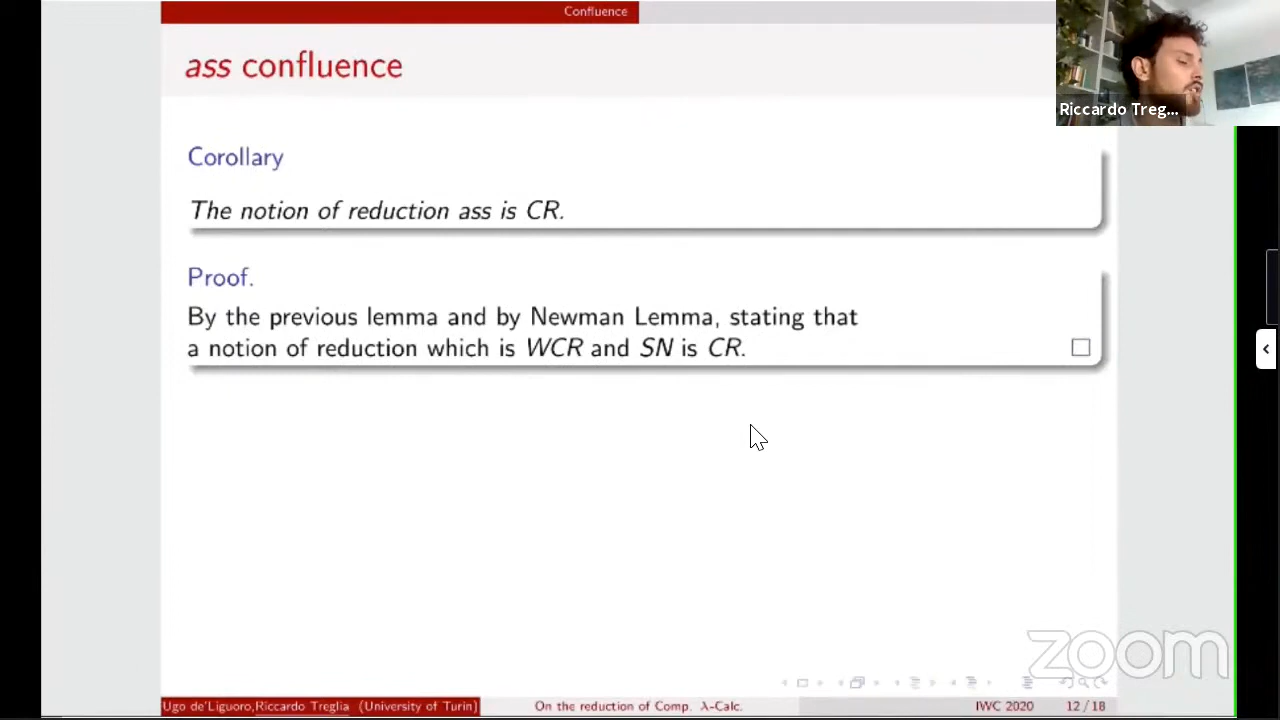 Confluence
ass confluence
Riccardo Treg...
Corollary
The notion of reduction ass is CR.
Proof.
By the previous lemma and by Newman Lemma, stating that
a notion of reduction which is WCR and SN is CR.
zoom
Ugo de'Liguoro,Riccardo Treglia (University of Turin)
On the reduction of Comp. λ-Calc.
IWC 2020
12 / 18